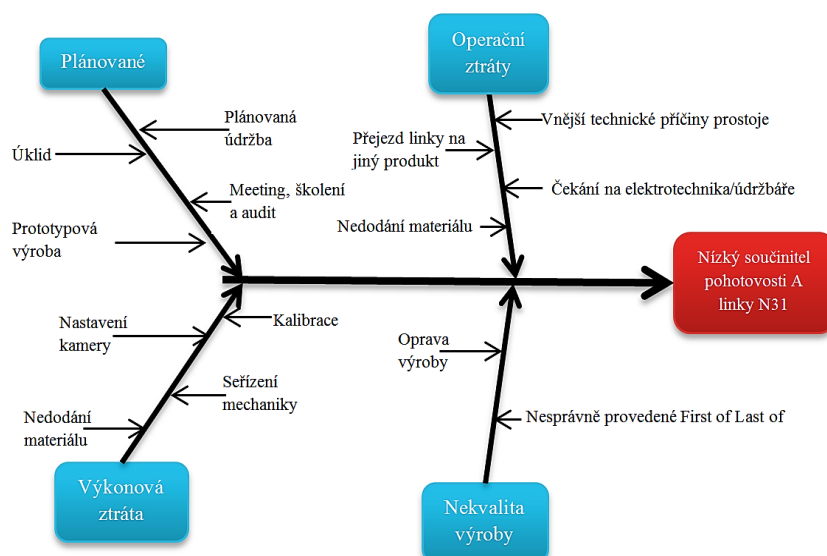 Plánované
Operační
ztráty
Plánovaná
údržba
Úklid
Meeting, školení
a audit
Prototypová
výroba
Vnější technické příčiny prostoje
Přejezd linky na
jiný produkt
Čekání na elektrotechnika/údržbáře
Nedodání materiálu
Nízký součinitel
pohotovosti A
linky N31
Kalibrace
Nastavení
kamery
Seřízení
mechaniky
Nedodání
materiálu
Oprava
výroby
Nesprávně provedené First of Last of
Výkonová
ztráta
Nekvalita
výroby